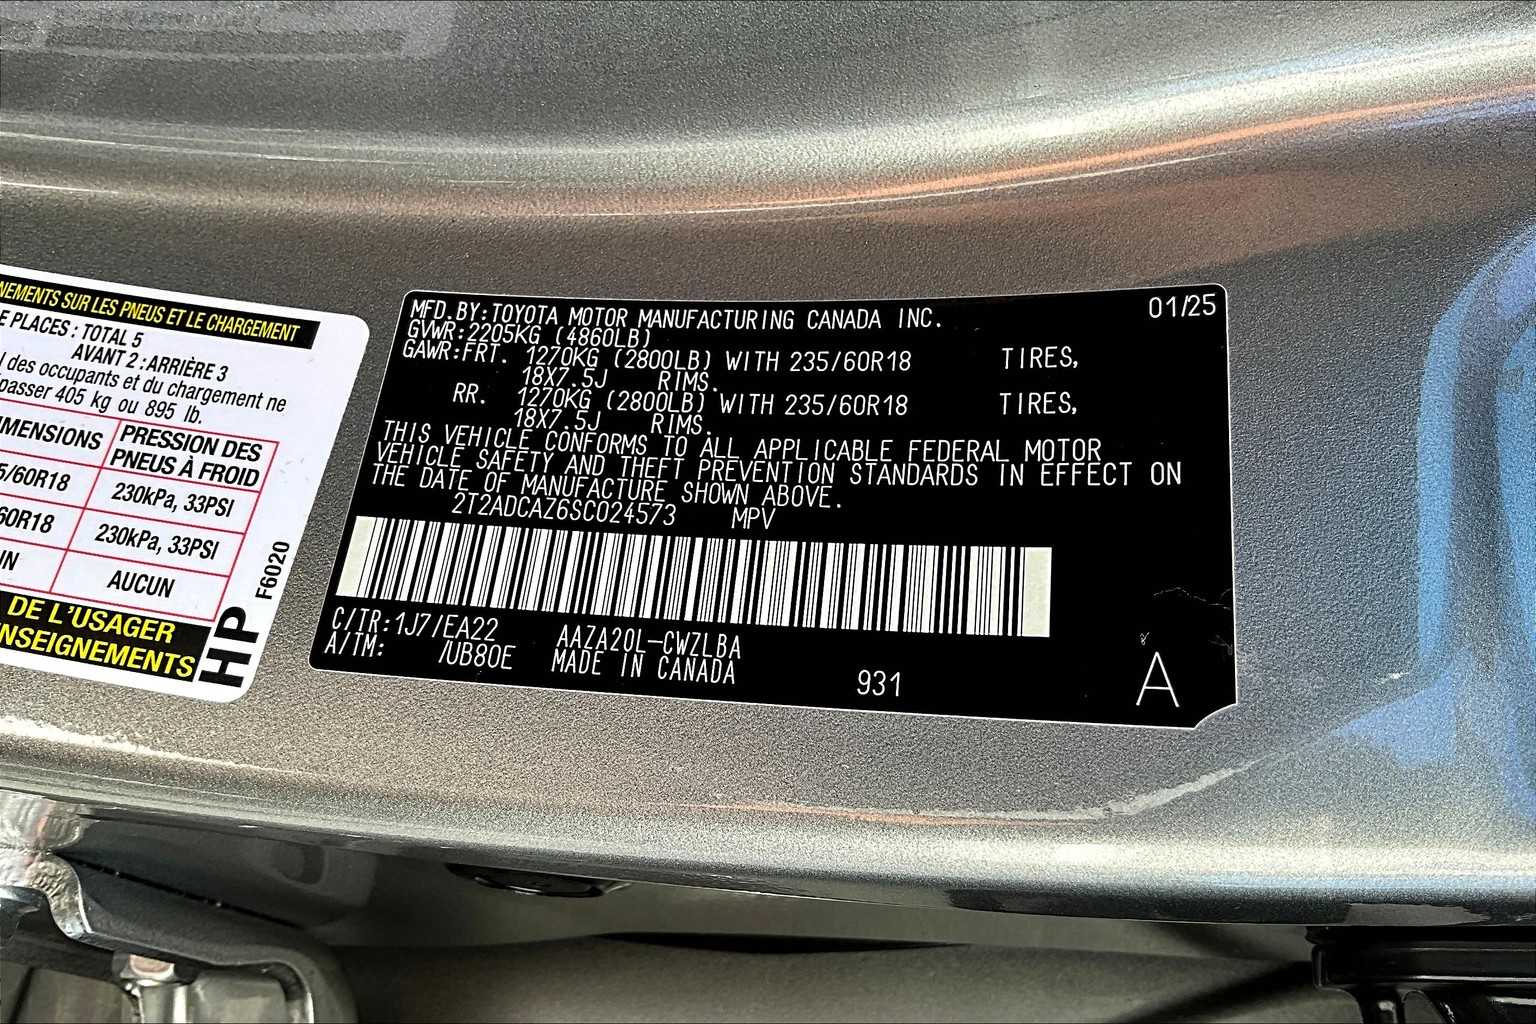 NEMENTS SUR LES PNEUS ET LE CHARGEMENT
E PLACES : TOTAL 5
AVANT 2 : ARRIÈRE 3
des occupants et du chargement ne
passer 405 kg ou 895 lb.
IMENSIONS PRESSION DES PNEUS À FROID
5/60R18 230kPa, 33PSI
60R18 230kPa, 33PSI
UN AUCUN
DE L'USAGER
NSEIGNEMENTS
HP F6020
MFD.BY:TOYOTA MOTOR MANUFACTURING CANADA INC. 01/25
GVWR:2205KG (4860LB)
GAWR:FRT. 1270KG (2800LB) WITH 235/60R18 TIRES,
18X7.5J RIMS.
RR. 1270KG (2800LB) WITH 235/60R18 TIRES,
18X7.5J RIMS.
THIS VEHICLE CONFORMS TO ALL APPLICABLE FEDERAL MOTOR
VEHICLE SAFETY AND THEFT PREVENTION STANDARDS IN EFFECT ON
THE DATE OF MANUFACTURE SHOWN ABOVE.
2T2ADCAZ6SC024573 MPV
C/TR:1J7/EA22 AAZA20L-CWZLBA
A/TM: /UB80E MADE IN CANADA
931 A